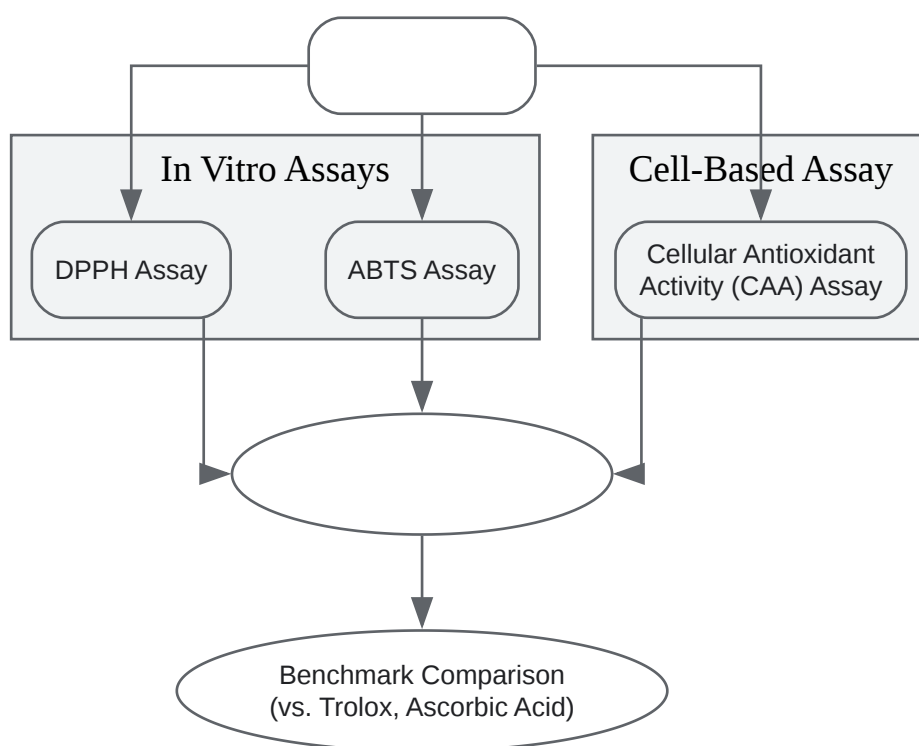 In Vitro Assays
Cell-Based Assay
DPPH Assay
ABTS Assay
Cellular Antioxidant
Activity (CAA) Assay
Benchmark Comparison
(vs. Trolox, Ascorbic Acid)